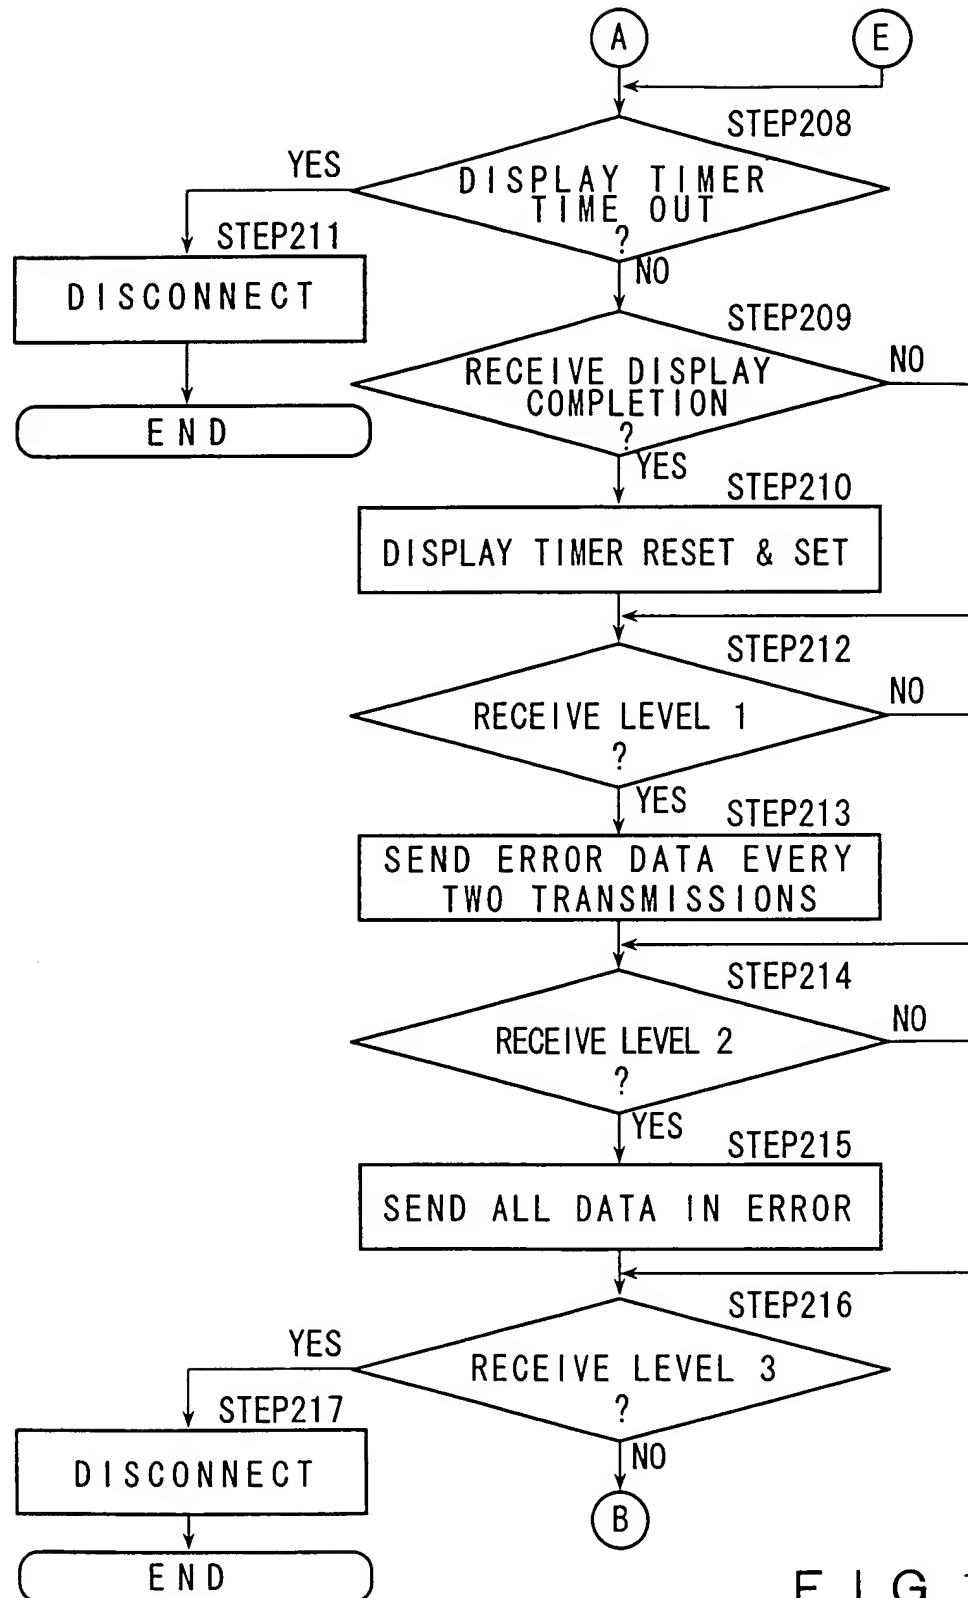 A
E
STEP208
YES
DISPLAY TIMER
TIME OUT
?
STEP211
NO
DISCONNECT
STEP209
NO
RECEIVE DISPLAY
COMPLETION
?
END
YES
STEP210
DISPLAY TIMER RESET & SET
STEP212
NO
RECEIVE LEVEL 1
?
YES
STEP213
SEND ERROR DATA EVERY
TWO TRANSMISSIONS
STEP214
NO
RECEIVE LEVEL 2
?
YES
STEP215
SEND ALL DATA IN ERROR
STEP216
YES
RECEIVE LEVEL 3
?
STEP217
NO
DISCONNECT
B
END
FIG